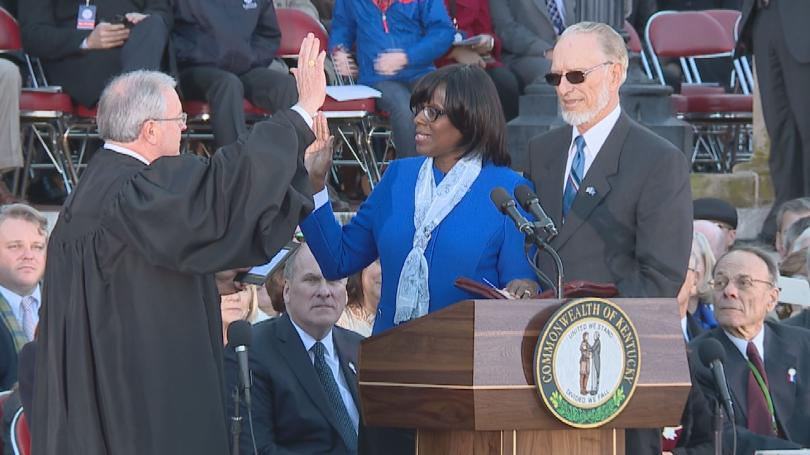 COMMONWEALTH OF KENTUCKY
UNITED WE STAND
DIVIDED WE FALL